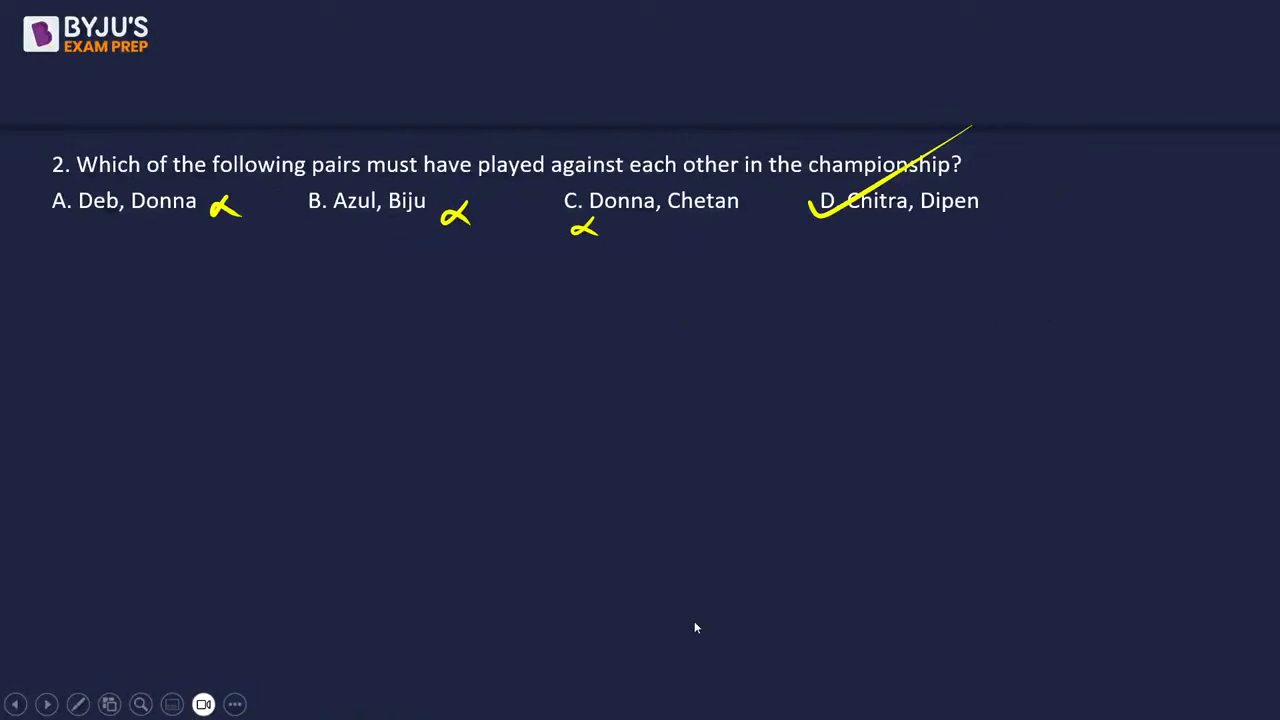 BYJU'S
EXAM PREP
2. Which of the following pairs must have played against each other in the championship?
A. Deb, Donna B. Azul, Biju C. Donna, Chetan D. Chitra, Dipen